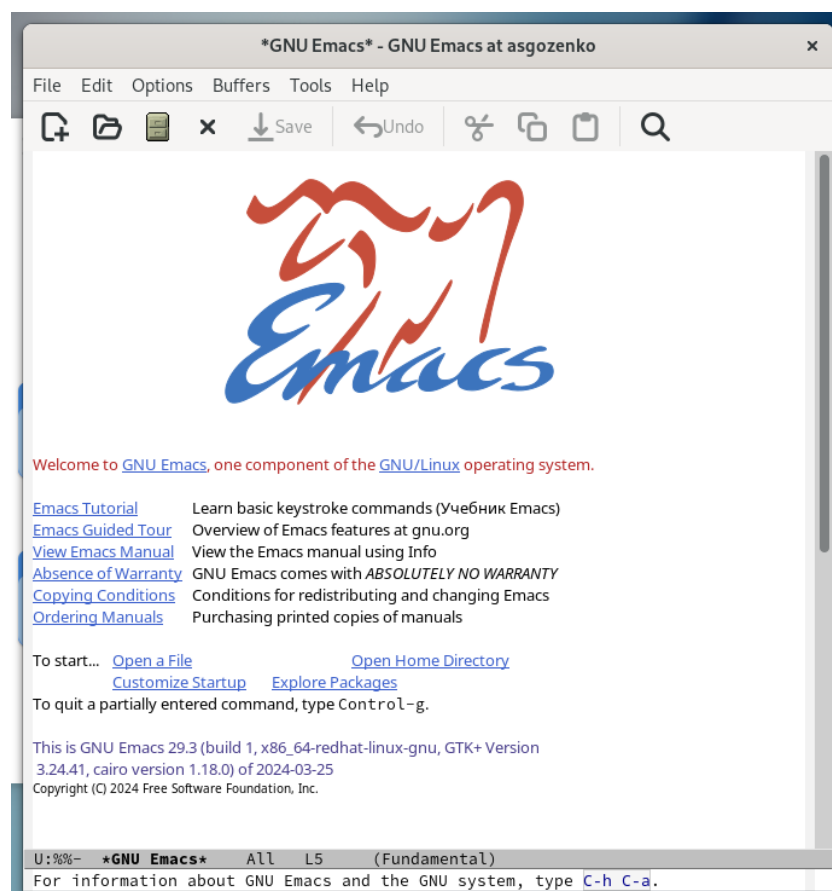 *GNU Emacs* - GNU Emacs at asgozenko ×
File Edit Options Buffers Tools Help
Save Undo
Emacs
Welcome to GNU Emacs, one component of the GNU/Linux operating system.
Emacs Tutorial Learn basic keystroke commands (Учебник Emacs)
Emacs Guided Tour Overview of Emacs features at gnu.org
View Emacs Manual View the Emacs manual using Info
Absence of Warranty GNU Emacs comes with ABSOLUTELY NO WARRANTY
Copying Conditions Conditions for redistributing and changing Emacs
Ordering Manuals Purchasing printed copies of manuals
To start... Open a File Open Home Directory
Customize Startup Explore Packages
To quit a partially entered command, type Control-g.
This is GNU Emacs 29.3 (build 1, x86_64-redhat-linux-gnu, GTK+ Version
3.24.41, cairo version 1.18.0) of 2024-03-25
Copyright (C) 2024 Free Software Foundation, Inc.
U:%%- *GNU Emacs* All L5 (Fundamental)
For information about GNU Emacs and the GNU system, type C-h C-a.